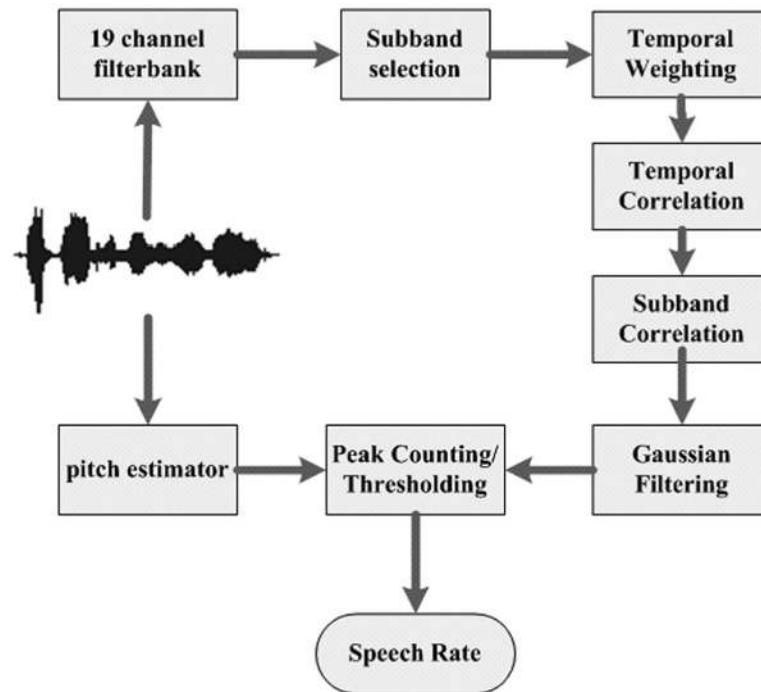 19 channel
filterbank
Subband
selection
Temporal
Weighting
Temporal
Correlation
Subband
Correlation
Gaussian
Filtering
pitch estimator
Peak Counting/
Thresholding
Speech Rate